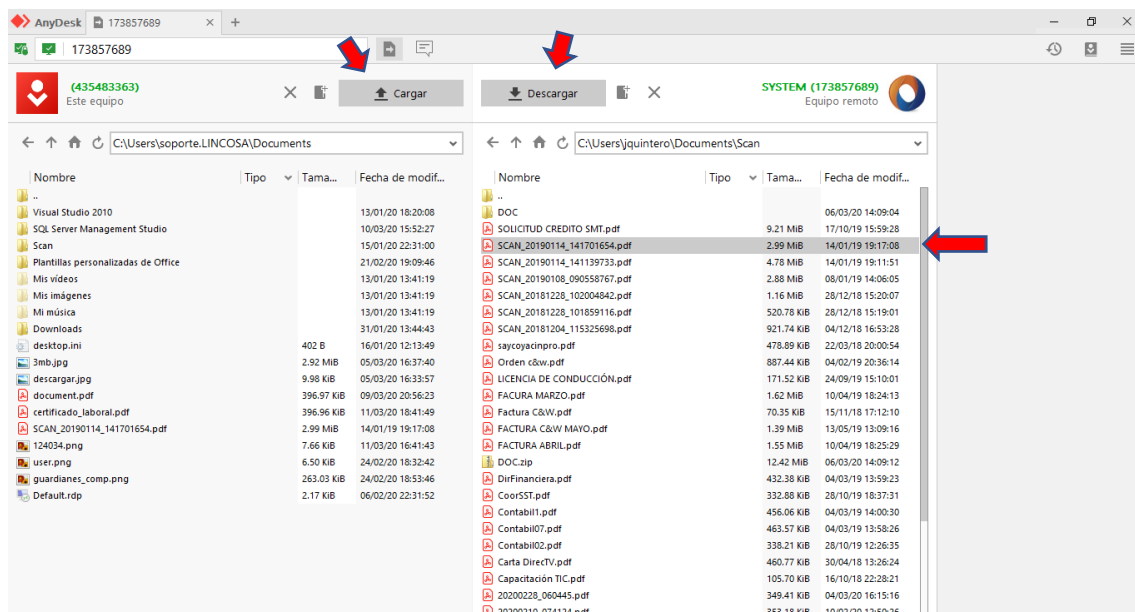 AnyDesk 173857689
173857689
(435483363)
Este equipo
Cargar
Descargar
SYSTEM (173857689)
Equipo remoto
C:\Users\soporte.LINCOSA\Documents
C:\Users\jquintero\Documents\Scan
Nombre Tipo Tama... Fecha de modif...
..
Visual Studio 2010 13/01/20 18:20:08
SQL Server Management Studio 10/03/20 15:52:27
Scan 15/01/20 22:31:00
Plantillas personalizadas de Office 21/02/20 19:09:46
Mis vídeos 13/01/20 13:41:19
Mis imágenes 13/01/20 13:41:19
Mi música 13/01/20 13:41:19
Downloads 31/01/20 13:44:43
desktop.ini 402 B 16/01/20 12:13:49
3mb.jpg 2.92 MiB 05/03/20 16:37:40
descargar.jpg 9.98 KiB 05/03/20 16:33:57
document.pdf 396.97 KiB 09/03/20 20:56:23
certificado_laboral.pdf 396.96 KiB 11/03/20 18:41:49
SCAN_20190114_141701654.pdf 2.99 MiB 14/01/19 19:17:08
124034.png 7.66 KiB 11/03/20 16:41:43
user.png 6.50 KiB 24/02/20 18:32:42
guardianes_comp.png 263.03 KiB 24/02/20 18:53:46
Default.rdp 2.17 KiB 06/02/20 22:31:52
Nombre Tipo Tama... Fecha de modif...
..
DOC 06/03/20 14:09:04
SOLICITUD CREDITO SMT.pdf 9.21 MiB 17/10/19 15:59:28
SCAN_20190114_141701654.pdf 2.99 MiB 14/01/19 19:17:08
SCAN_20190114_141139733.pdf 4.78 MiB 14/01/19 19:11:51
SCAN_20190108_090558767.pdf 2.88 MiB 08/01/19 14:06:05
SCAN_20181228_102004842.pdf 1.16 MiB 28/12/18 15:20:07
SCAN_20181228_101859116.pdf 520.78 KiB 28/12/18 15:19:01
SCAN_20181204_115325698.pdf 921.74 KiB 04/12/18 16:53:28
saycoyacinpro.pdf 478.89 KiB 22/03/18 20:00:54
Orden c&w.pdf 887.44 KiB 04/02/19 20:36:14
LICENCIA DE CONDUCCIÓN.pdf 171.52 KiB 24/09/19 15:10:01
FACURA MARZO.pdf 1.62 MiB 10/04/19 18:24:13
Factura C&W.pdf 70.35 KiB 15/11/18 17:12:10
FACTURA C&W MAYO.pdf 1.39 MiB 13/05/19 13:09:16
FACTURA ABRIL.pdf 1.55 MiB 10/04/19 18:25:29
DOC.zip 12.42 MiB 06/03/20 14:09:12
DirFinanciera.pdf 432.38 KiB 04/03/19 13:59:23
CoorSST.pdf 332.88 KiB 28/10/19 18:37:31
Contabil1.pdf 456.06 KiB 04/03/19 14:00:30
Contabil07.pdf 463.57 KiB 04/03/19 13:58:26
Contabil02.pdf 338.21 KiB 28/10/19 12:26:35
Carta DirecTV.pdf 460.77 KiB 30/04/18 13:26:24
Capacitación TIC.pdf 105.70 KiB 16/10/18 22:28:21
20200228_060445.pdf 349.41 KiB 04/03/20 16:15:16